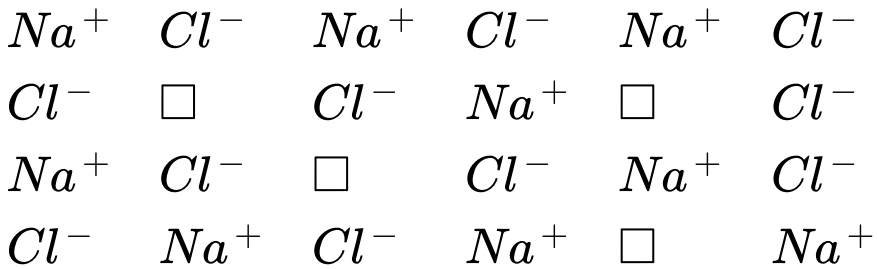 Na⁺ Cl⁻ Na⁺ Cl⁻ Na⁺ Cl⁻
Cl⁻ □ Cl⁻ Na⁺ □ Cl⁻
Na⁺ Cl⁻ □ Cl⁻ Na⁺ Cl⁻
Cl⁻ Na⁺ Cl⁻ Na⁺ □ Na⁺